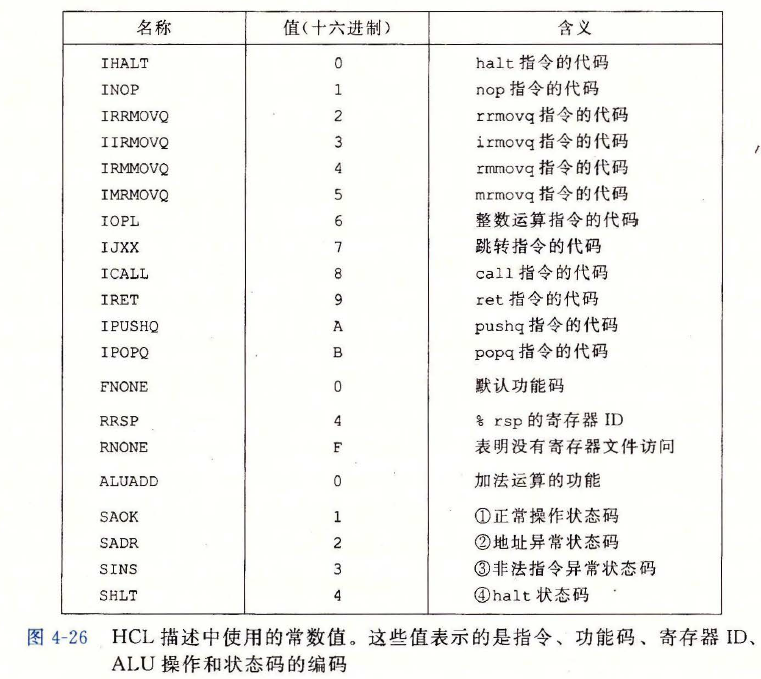 名称 值(十六进制) 含义
IHALT 0 halt 指令的代码
INOP 1 nop 指令的代码
IRRMOVQ 2 rrmovq 指令的代码
IIRMOVQ 3 irmovq 指令的代码
IRMMOVQ 4 rmmovq 指令的代码
IMRMOVQ 5 mrmovq 指令的代码
IOPL 6 整数运算指令的代码
IJXX 7 跳转指令的代码
ICALL 8 call 指令的代码
IRET 9 ret 指令的代码
IPUSHQ A pushq 指令的代码
IPOPQ B popq 指令的代码
FNONE 0 默认功能码
RRSP 4 % rsp 的寄存器 ID
RNONE F 表明没有寄存器文件访问
ALUADD 0 加法运算的功能
SAOK 1 ①正常操作状态码
SADR 2 ②地址异常状态码
SINS 3 ③非法指令异常状态码
SHLT 4 ④halt 状态码
图 4-26 HCL 描述中使用的常数值。这些值表示的是指令、功能码、寄存器 ID、
ALU 操作和状态码的编码